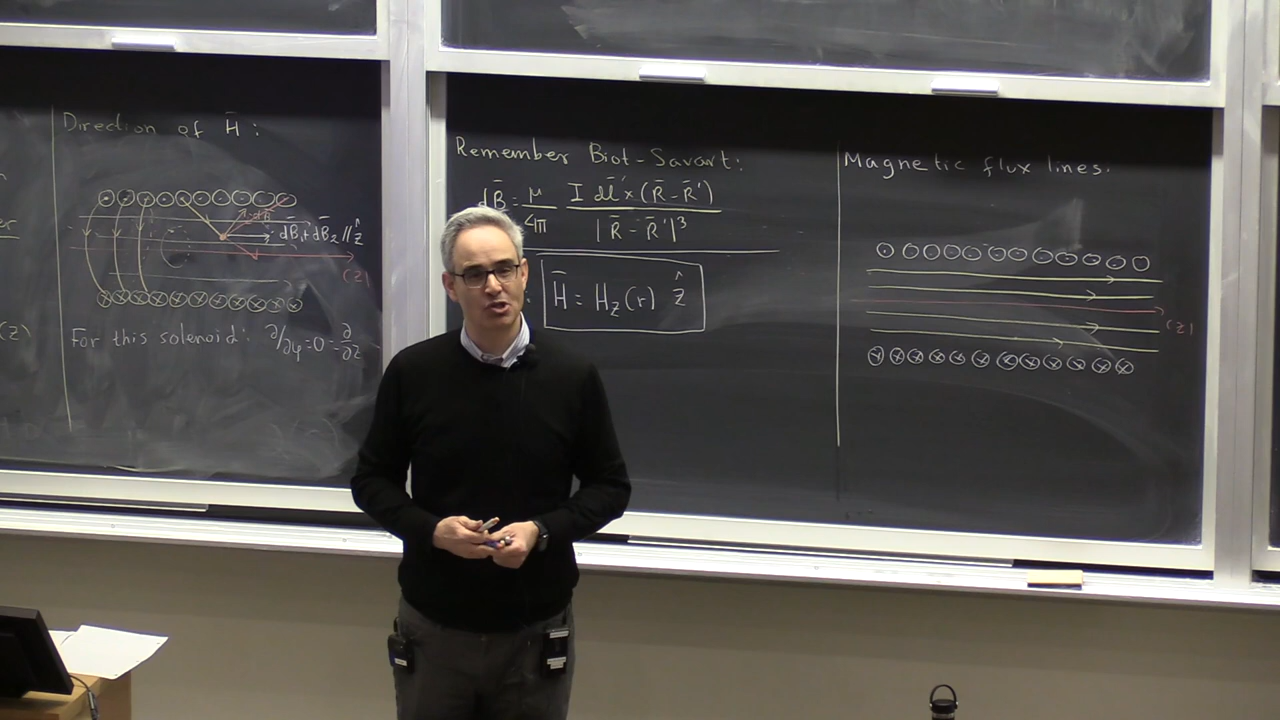 Direction of H̄ :
dB̄
dB̄₁+dB̄₂ // ẑ
(z)
(z)
For this solenoid: ∂/∂φ = 0 = ∂/∂z
Remember Biot-Savart:
dB̄ = μ/4π I dl̄' × (R̄ - R̄') / |R̄ - R̄'|³
H̄ = H_z(r) ẑ
Magnetic flux lines.
(z)